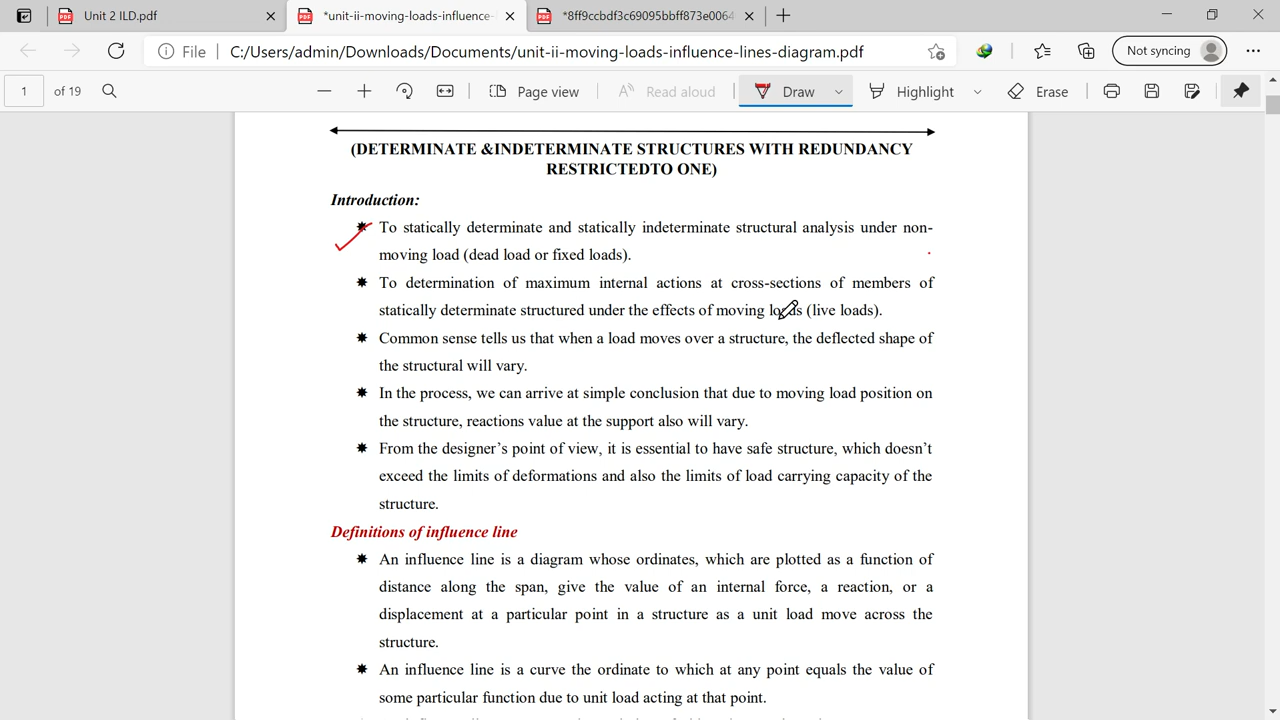 Unit 2 ILD.pdf
*unit-ii-moving-loads-influence-
*8ff9ccbdf3c69095bbff873e0064
File C:/Users/admin/Downloads/Documents/unit-ii-moving-loads-influence-lines-diagram.pdf Not syncing
1 of 19 Page view Read aloud Draw Highlight Erase
(DETERMINATE &INDETERMINATE STRUCTURES WITH REDUNDANCY
RESTRICTEDTO ONE)
Introduction:
To statically determinate and statically indeterminate structural analysis under non-
moving load (dead load or fixed loads).
To determination of maximum internal actions at cross-sections of members of
statically determinate structured under the effects of moving loads (live loads).
Common sense tells us that when a load moves over a structure, the deflected shape of
the structural will vary.
In the process, we can arrive at simple conclusion that due to moving load position on
the structure, reactions value at the support also will vary.
From the designer's point of view, it is essential to have safe structure, which doesn't
exceed the limits of deformations and also the limits of load carrying capacity of the
structure.
Definitions of influence line
An influence line is a diagram whose ordinates, which are plotted as a function of
distance along the span, give the value of an internal force, a reaction, or a
displacement at a particular point in a structure as a unit load move across the
structure.
An influence line is a curve the ordinate to which at any point equals the value of
some particular function due to unit load acting at that point.